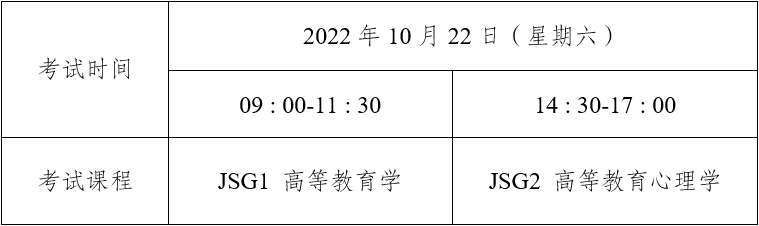 考试时间
2022 年 10 月 22 日（星期六）
09：00-11：30
14：30-17：00
考试课程
JSG1 高等教育学
JSG2 高等教育心理学